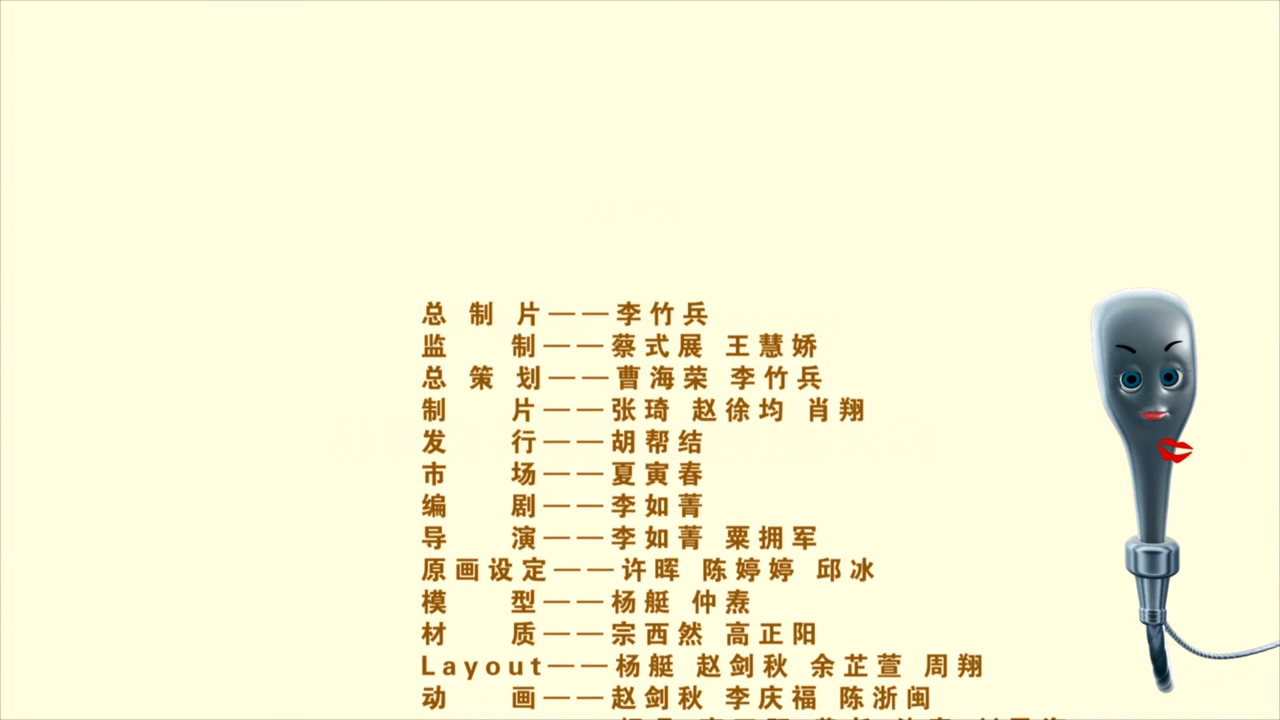 总 制 片——李竹兵
监 制——蔡式展 王慧娇
总 策 划——曹海荣 李竹兵
制 片——张琦 赵徐均 肖翔
发 行——胡帮结
市 场——夏寅春
编 剧——李如菁
导 演——李如菁 粟拥军
原画设定——许晖 陈婷婷 邱冰
模 型——杨艇 仲焘
材 质——宗西然 高正阳
Layout——杨艇 赵剑秋 余芷萱 周翔
动 画——赵剑秋 李庆福 陈浙闽